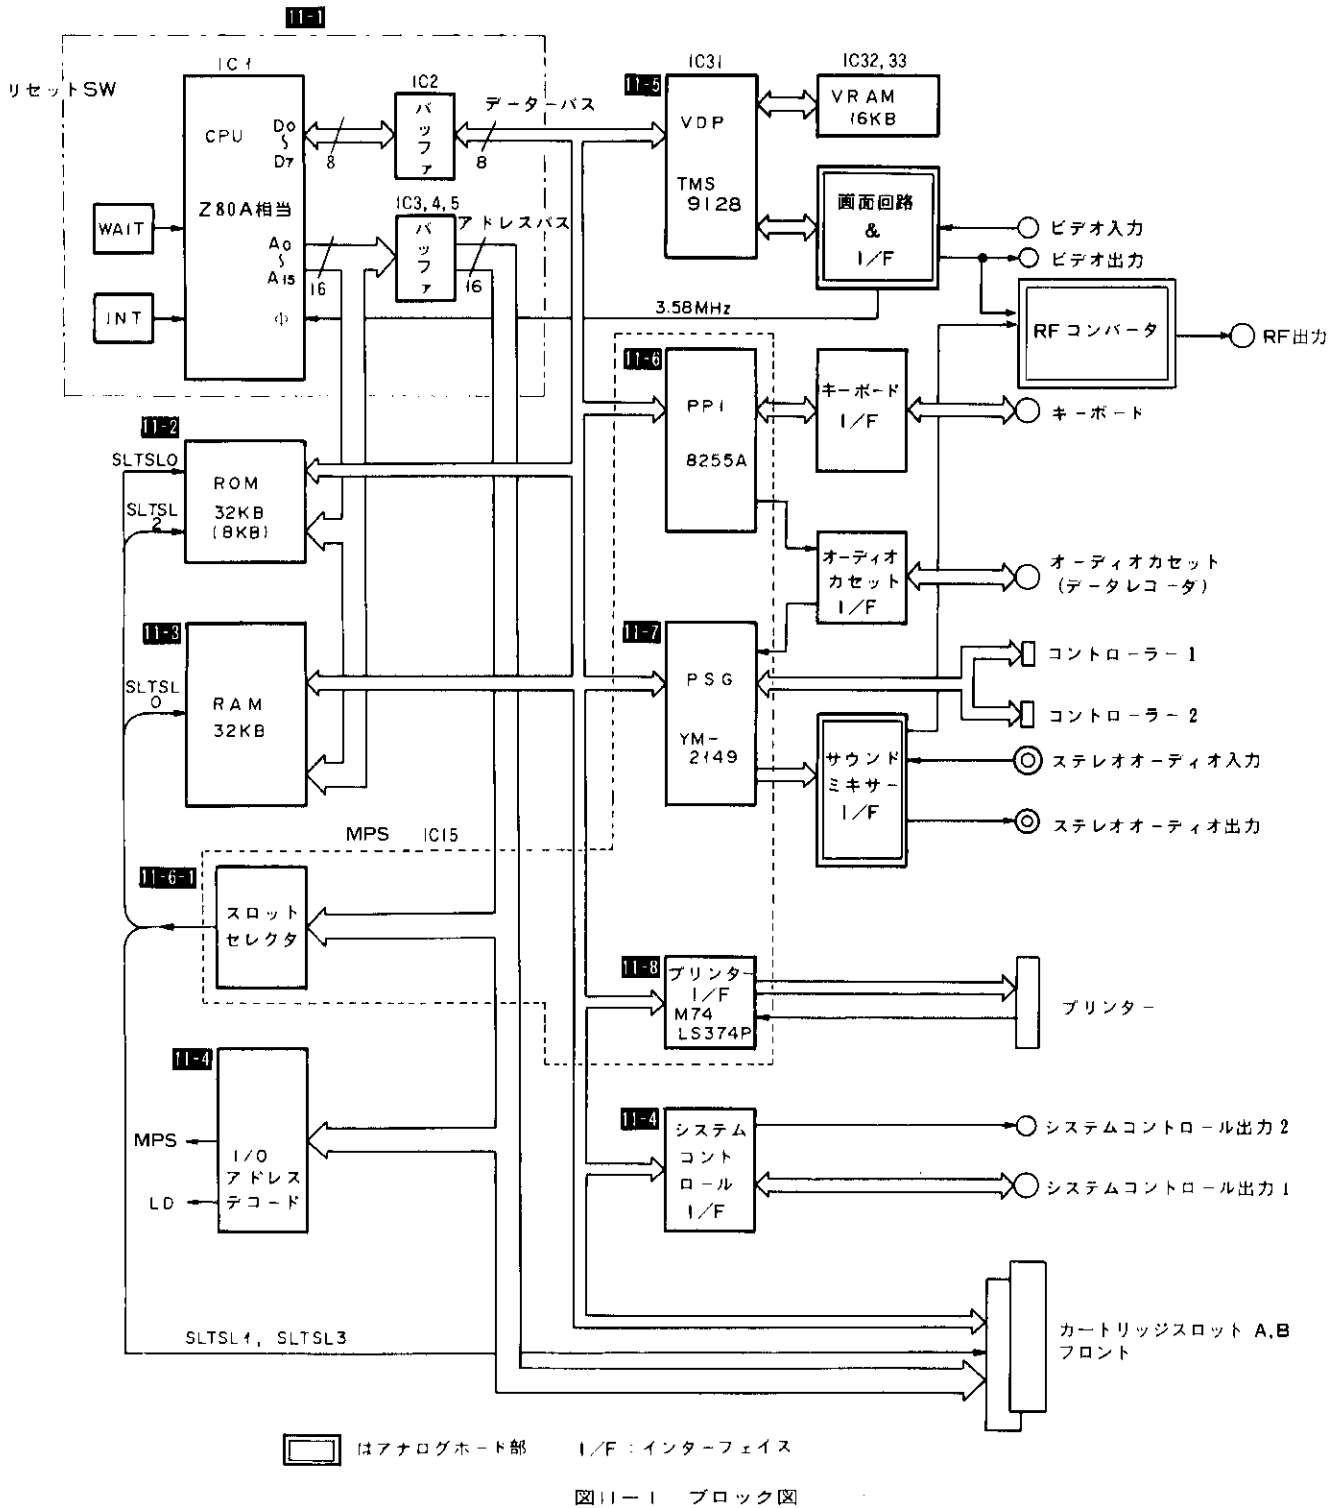 11-1
リセットSW
IC1
CPU
D0
〜
D7
Z80A相当
A0
〜
A15
Φ
WAIT
INT
8
16
IC2
バッファ
データーバス
8
IC3, 4, 5
バッファ
アドレスバス
16
11-5
IC31
VDP
TMS
9128
IC32, 33
VRAM
16KB
画面回路
&
I/F
ビデオ入力
ビデオ出力
3.58MHz
RFコンバータ
RF出力
11-6
PPI
8255A
キーボード
I/F
キーボード
11-2
SLTSL0
ROM
32KB
(8KB)
SLTSL
2
オーディオ
カセット
I/F
オーディオカセット
(データレコーダ)
11-3
SLTSL
0
RAM
32KB
11-7
PSG
YM-
2149
コントローラー1
コントローラー2
サウンド
ミキサー
I/F
ステレオオーディオ入力
ステレオオーディオ出力
MPS IC15
11-6-1
スロット
セレクタ
11-8
プリンター
I/F
M74
LS374P
プリンター
11-4
I/O
アドレス
デコード
MPS
LD
11-4
システム
コント
ロール
I/F
システムコントロール出力2
システムコントロール出力1
SLTSL1, SLTSL3
カートリッジスロット A,B
フロント
はアナログボード部 I/F：インターフェイス
図11-1 ブロック図